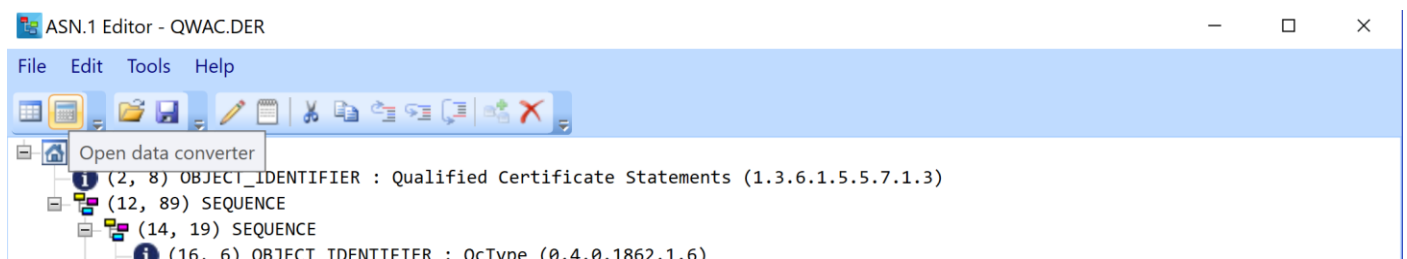 ASN.1 Editor - QWAC.DER
File Edit Tools Help
Open data converter
(2, 8) OBJECT_IDENTIFIER : Qualified Certificate Statements (1.3.6.1.5.5.7.1.3)
(12, 89) SEQUENCE
(14, 19) SEQUENCE
(16, 6) OBJECT_IDENTIFIER : QcType (0.4.0.1862.1.6)